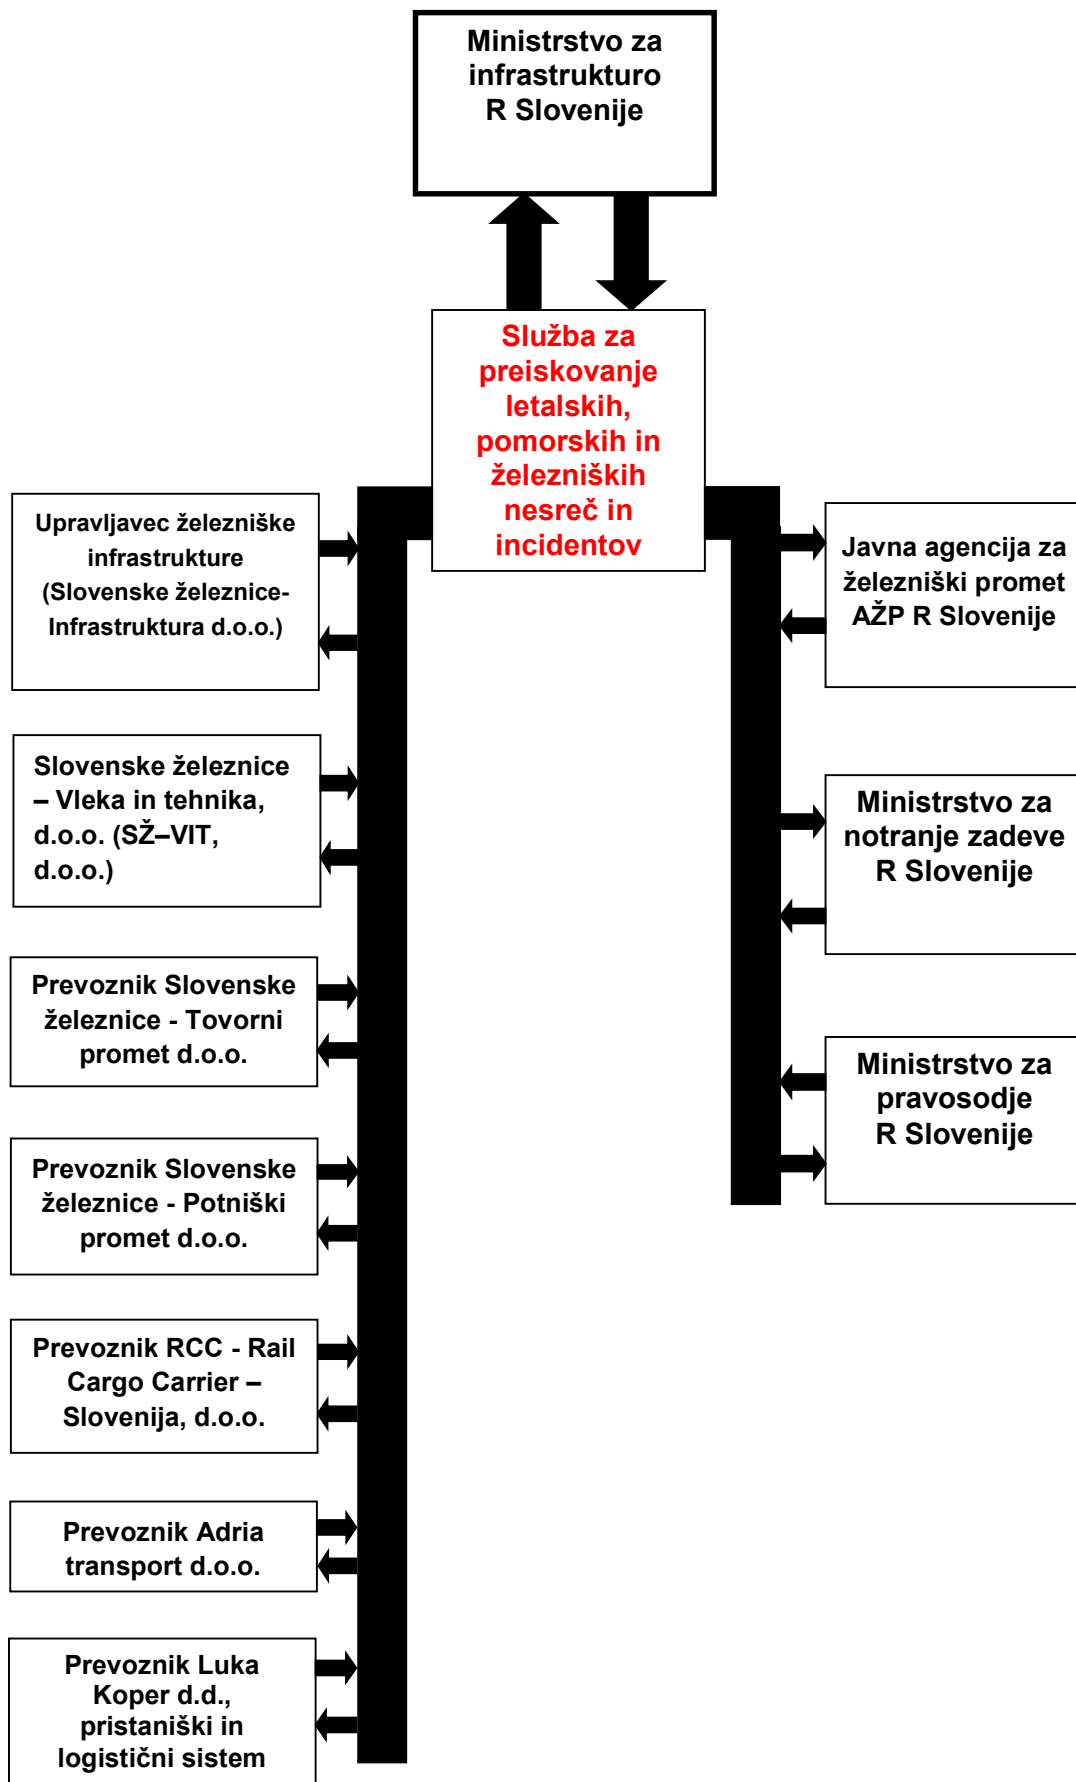 Ministrstvo za
infrastrukturo
R Slovenije
Služba za
preiskovanje
letalskih,
pomorskih in
železniških
nesreč in
incidentov
Upravljavec železniške
infrastrukture
(Slovenske železnice-
Infrastruktura d.o.o.)
Slovenske železnice
– Vleka in tehnika,
d.o.o. (SŽ–VIT,
d.o.o.)
Prevoznik Slovenske
železnice - Tovorni
promet d.o.o.
Prevoznik Slovenske
železnice - Potniški
promet d.o.o.
Prevoznik RCC - Rail
Cargo Carrier –
Slovenija, d.o.o.
Prevoznik Adria
transport d.o.o.
Prevoznik Luka
Koper d.d.,
pristaniški in
logistični sistem
Javna agencija za
železniški promet
AŽP R Slovenije
Ministrstvo za
notranje zadeve
R Slovenije
Ministrstvo za
pravosodje
R Slovenije